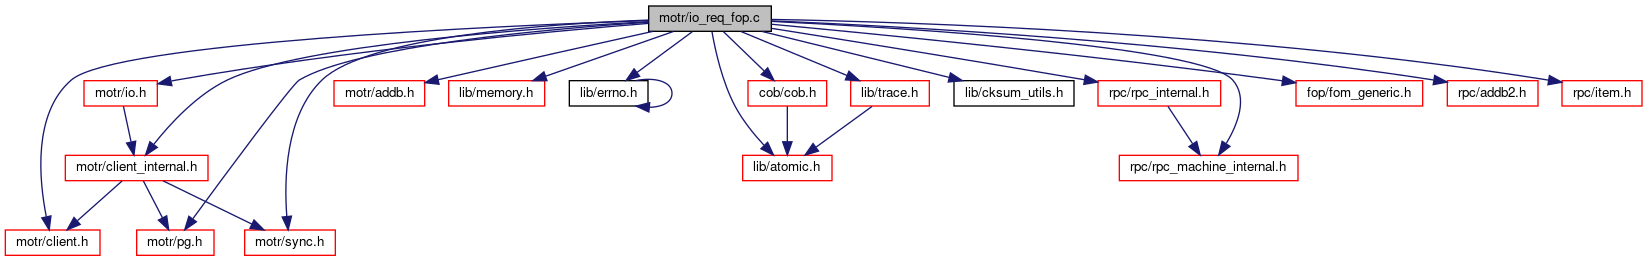 motr/io_req_fop.c
motr/io.h
motr/addb.h
lib/memory.h
lib/errno.h
cob/cob.h
lib/trace.h
lib/cksum_utils.h
rpc/rpc_internal.h
fop/fom_generic.h
rpc/addb2.h
rpc/item.h
motr/client_internal.h
lib/atomic.h
rpc/rpc_machine_internal.h
motr/client.h
motr/pg.h
motr/sync.h